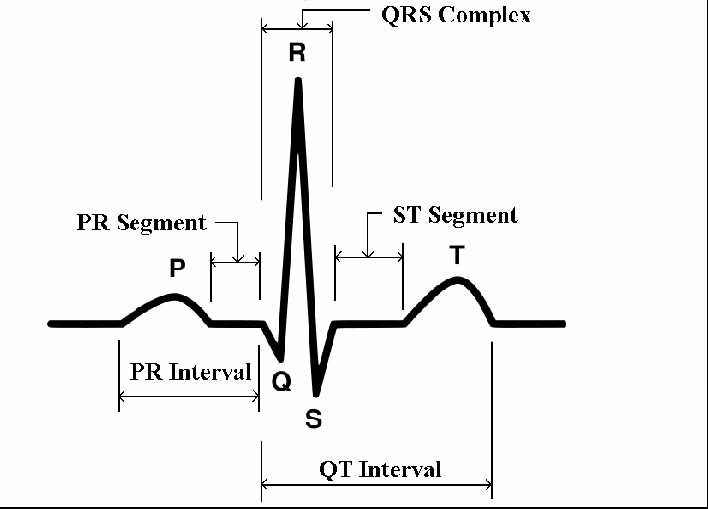 QRS Complex
R
PR Segment
ST Segment
P
T
PR Interval
Q
S
QT Interval